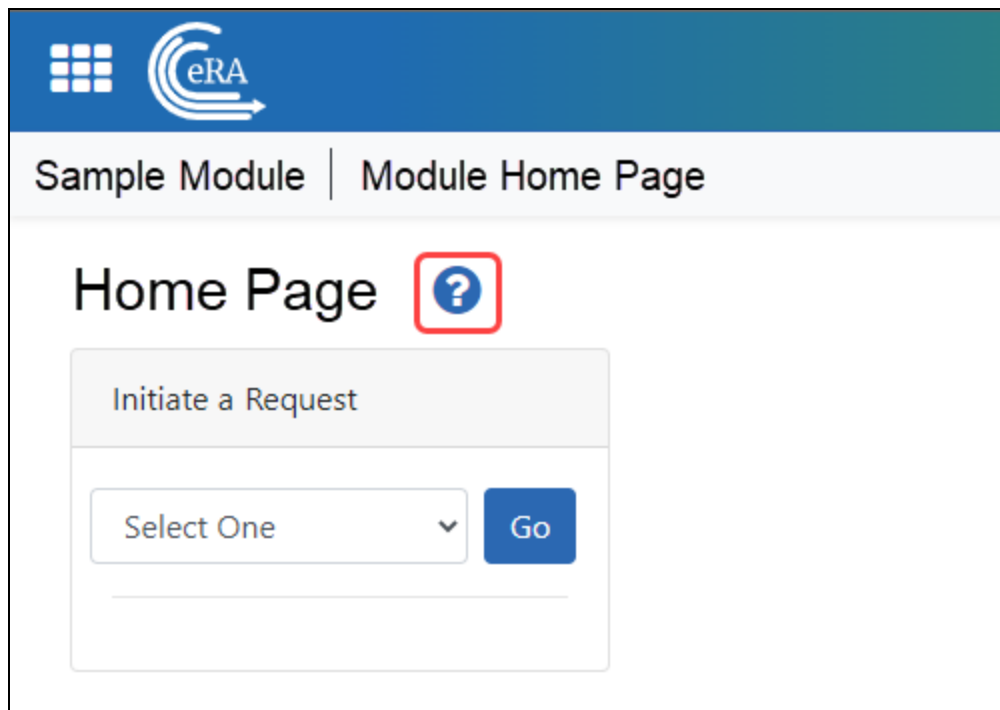 eRA
Sample Module | Module Home Page
Home Page ?
Initiate a Request
Select One
Go